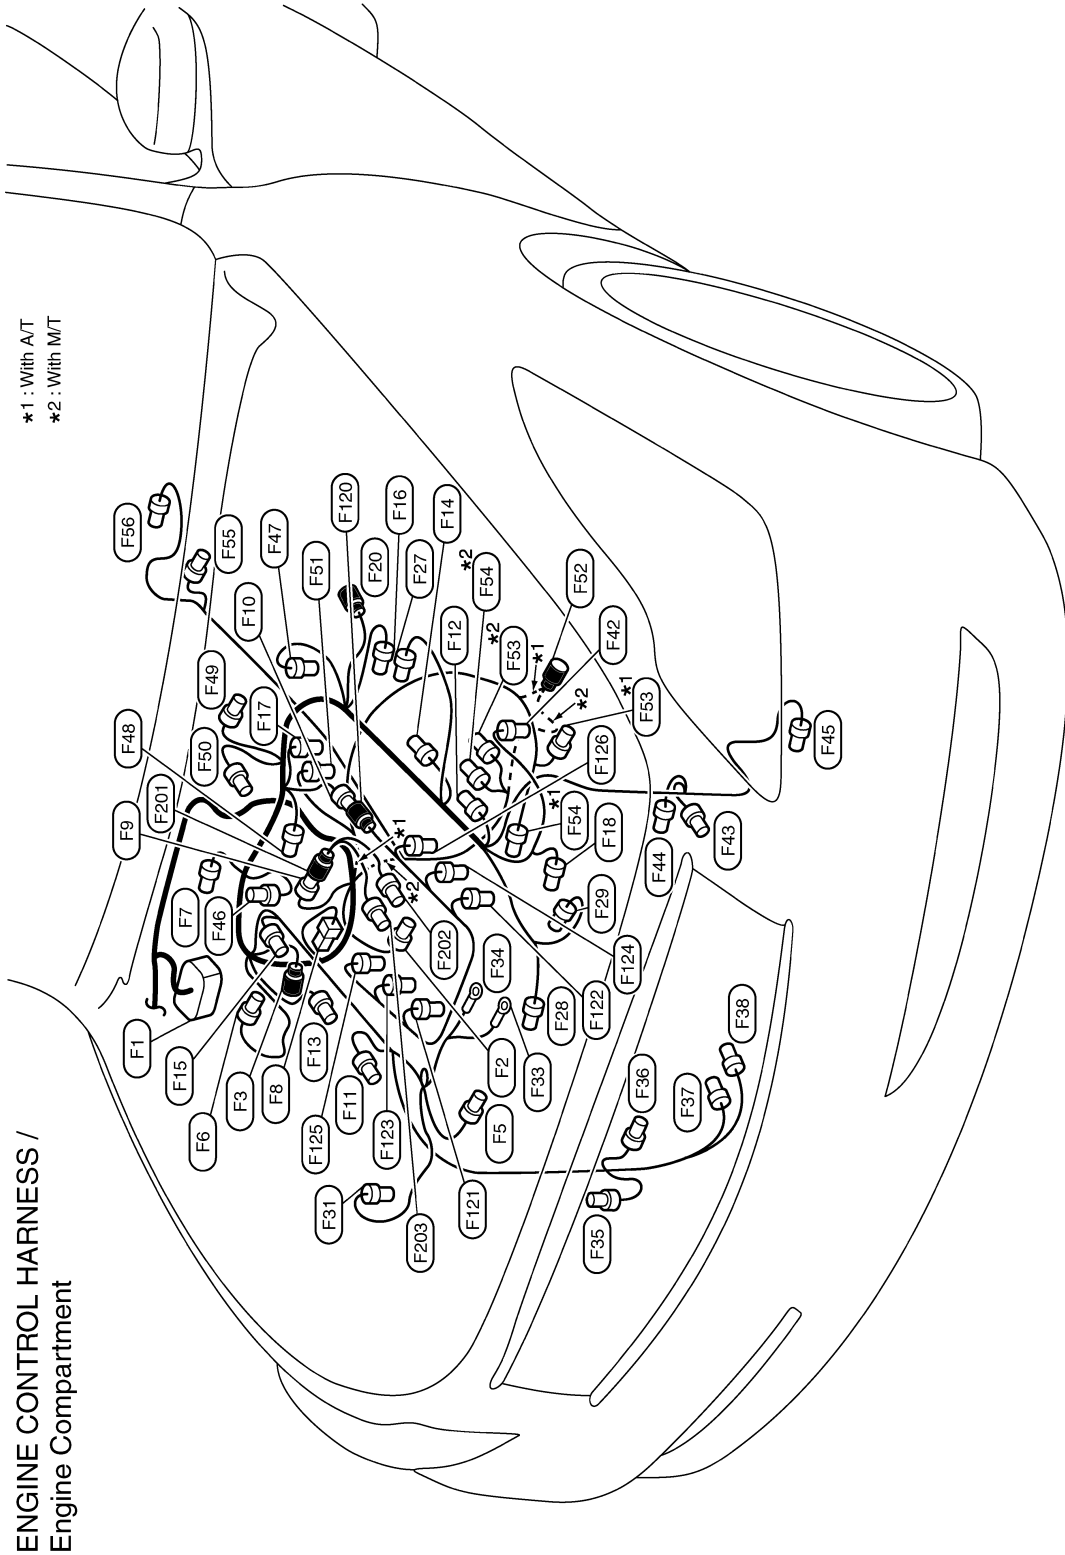 ENGINE CONTROL HARNESS /
Engine Compartment
*1 : With A/T
*2 : With M/T
F1
F9
F48
F56
F15
F7
F201
F6
F46
F50
F49
F55
F3
F17
F10
F47
F8
F13
F51
F31
F125
F11
F120
F123
*1
F20
F16
F203
*2
F27
F14
F202
F12
*2
F54
F121
F5
F2
F34
*2
F53
F33
*1
F28
*1
F54
*2
F52
F35
F122
F29
F126
F42
F36
F124
F18
*1
F53
F37
F44
F38
F43
F45